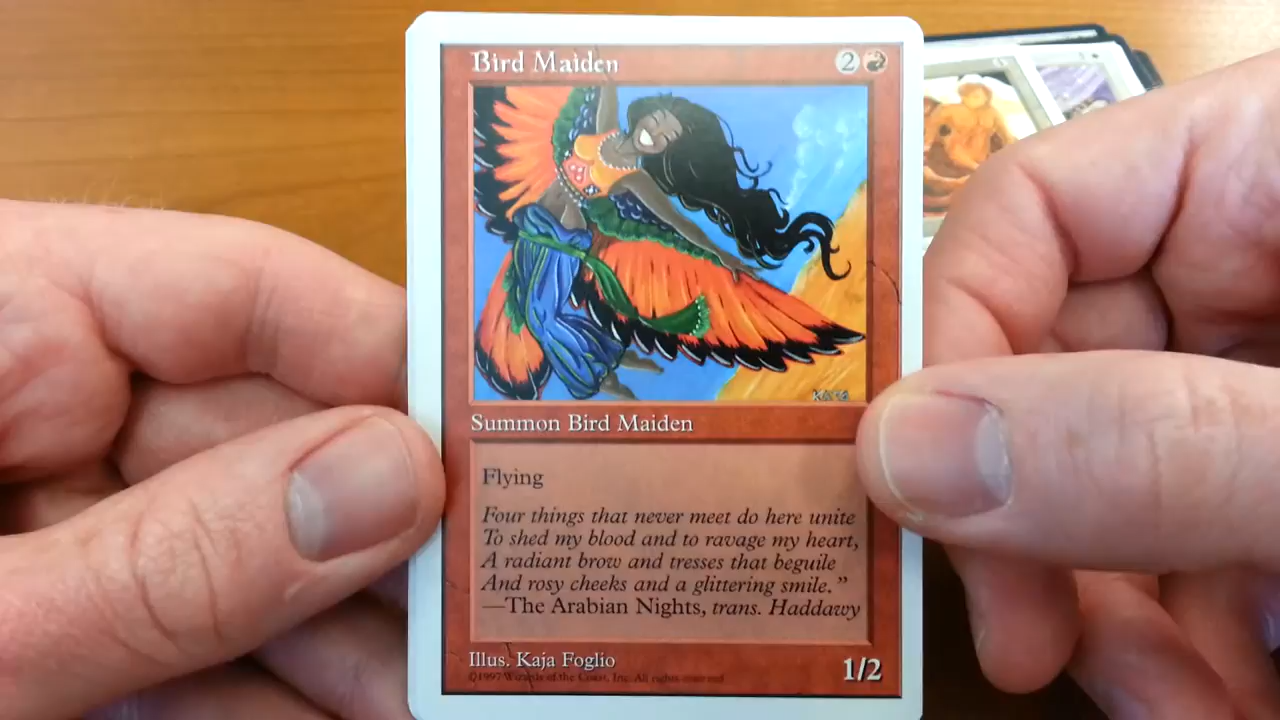 Bird Maiden
2
KAJA
Summon Bird Maiden
Flying
Four things that never meet do here unite
To shed my blood and to ravage my heart,
A radiant brow and tresses that beguile
And rosy cheeks and a glittering smile.”
—The Arabian Nights, trans. Haddawy
Illus. Kaja Foglio
©1997 Wizards of the Coast, Inc. All rights reserved
1/2